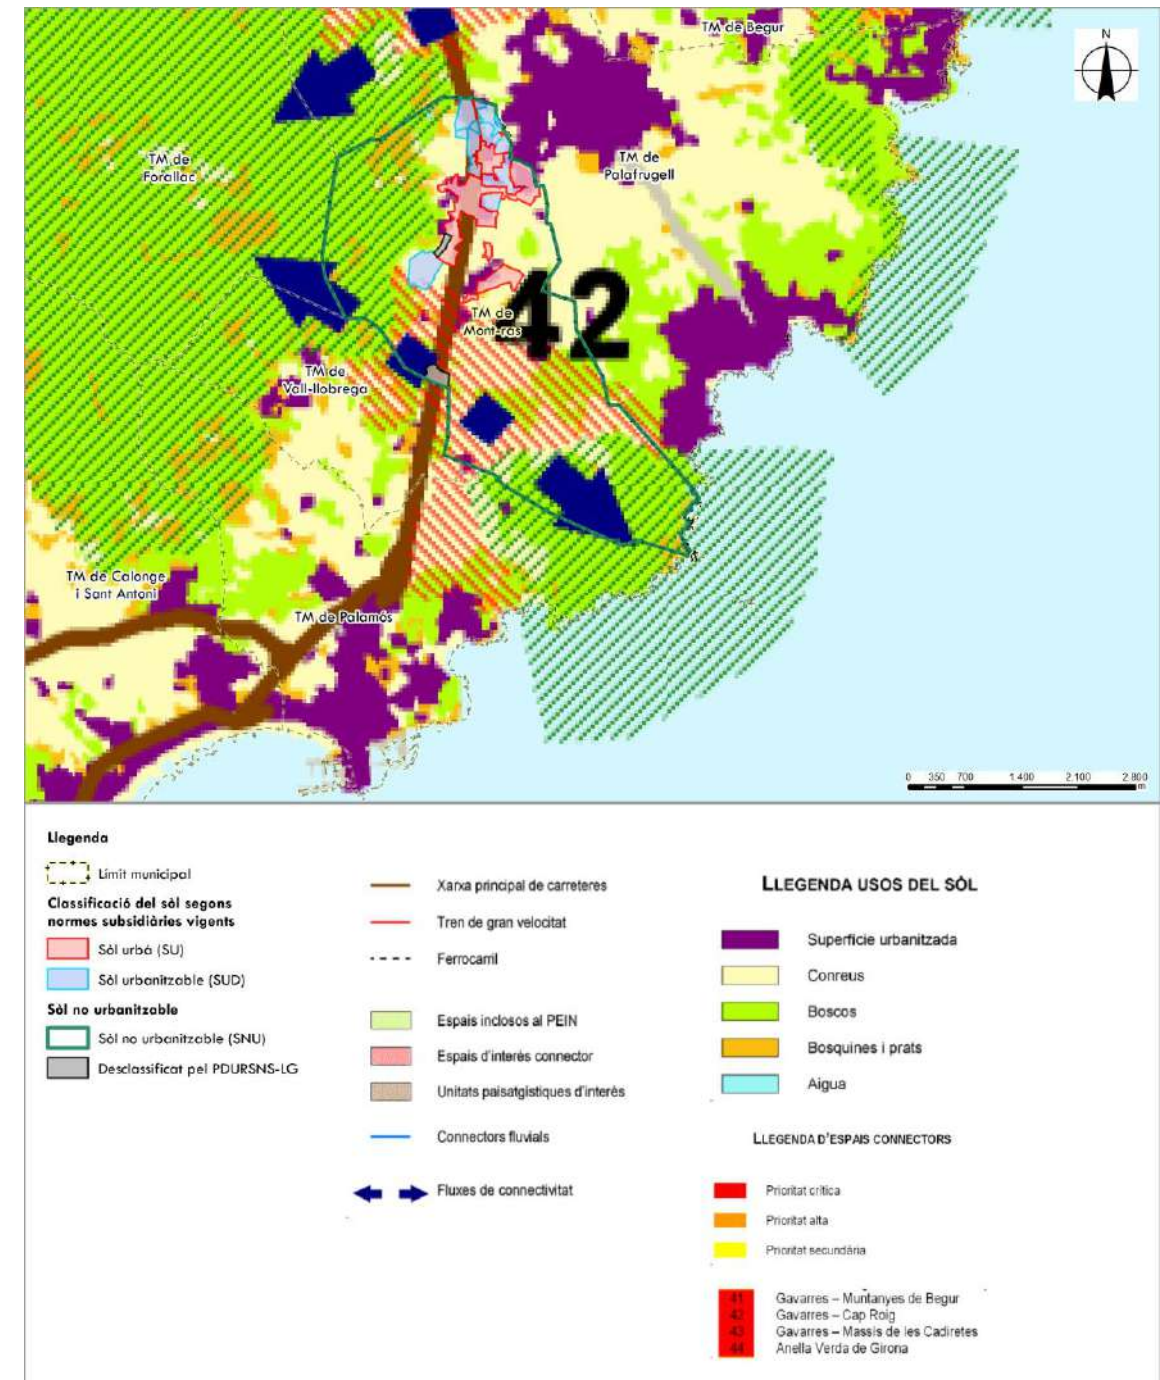 TM de Begur
N
TM de
Forallac
TM de
Palafrugell
42
TM de
Mont-ras
TM de
Vall-llobrega
TM de Calonge
i Sant Antoni
TM de Palamós
0 350 700 1.400 2.100 2.800
m
Llegenda
Límit municipal
Classificació del sòl segons
normes subsidiàries vigents
Sòl urbà (SU)
Sòl urbanitzable (SUD)
Sòl no urbanitzable
Sòl no urbanitzable (SNU)
Desclassificat pel PDURSNS-LG
Xarxa principal de carreteres
Tren de gran velocitat
Ferrocarril
Espais inclosos al PEIN
Espais d'interès connector
Unitats paisatgístiques d'interès
Connectors fluvials
Fluxes de connectivitat
LLEGENDA USOS DEL SÒL
Superfície urbanitzada
Conreus
Boscos
Bosquines i prats
Aigua
LLEGENDA D'ESPAIS CONNECTORS
Prioritat crítica
Prioritat alta
Prioritat secundària
41 Gavarres – Muntanyes de Begur
42 Gavarres – Cap Roig
43 Gavarres – Massís de les Cadiretes
44 Anella Verda de Girona